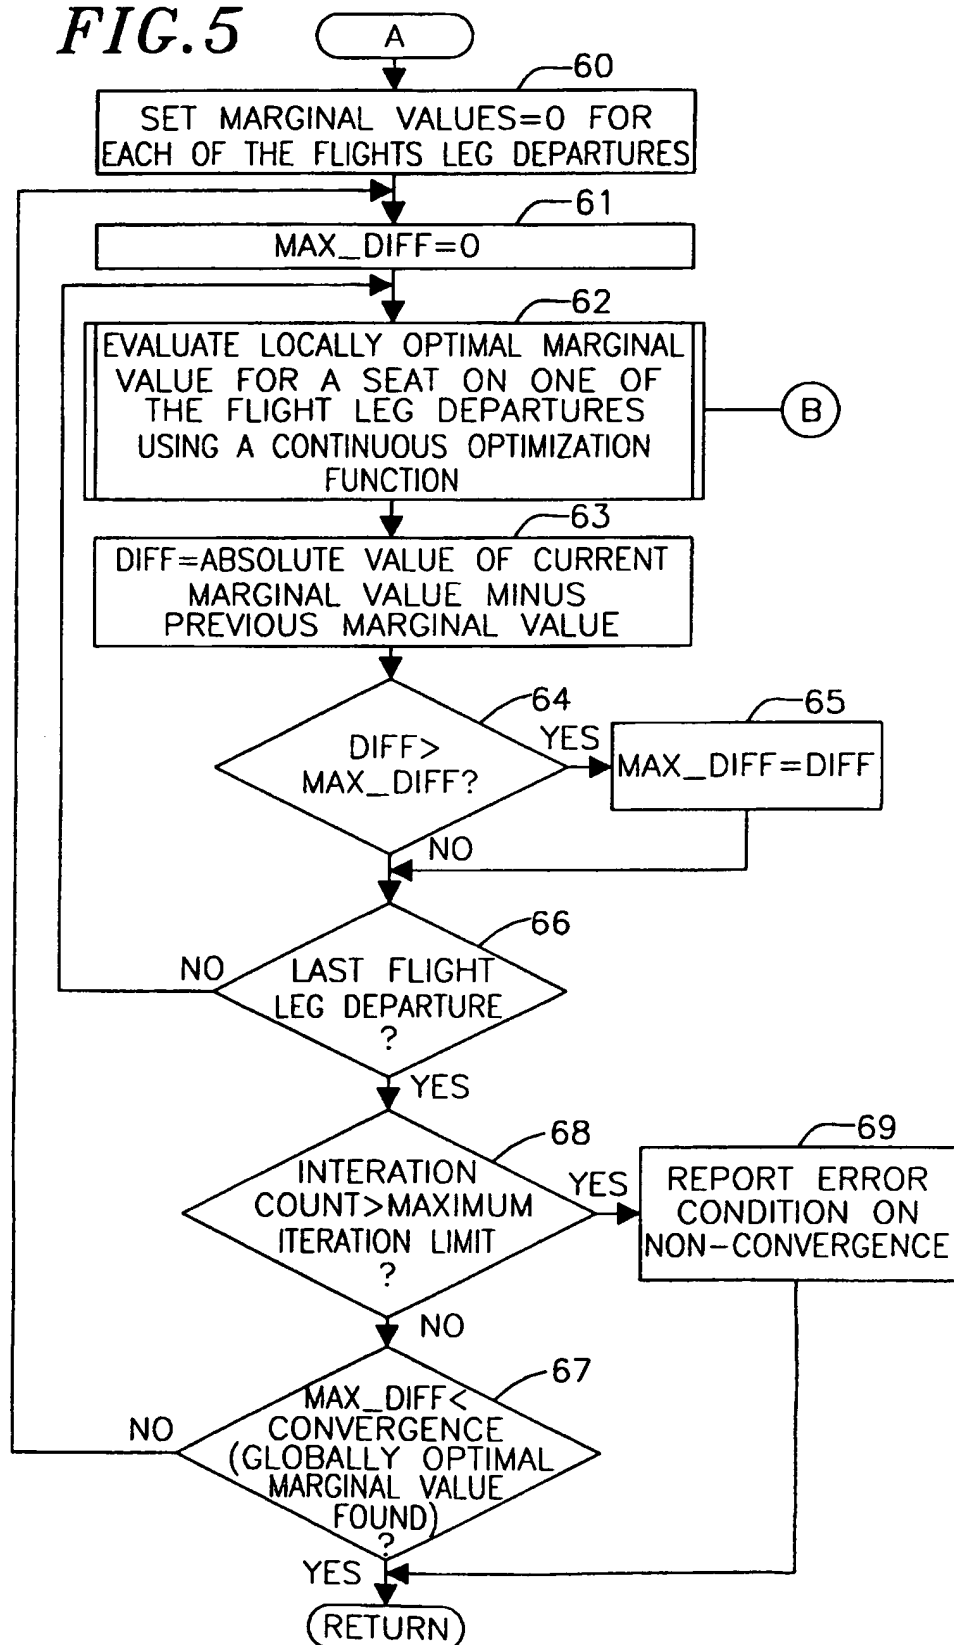 FIG.5
A
60
SET MARGINAL VALUES=0 FOR
EACH OF THE FLIGHTS LEG DEPARTURES
61
MAX_DIFF=0
62
EVALUATE LOCALLY OPTIMAL MARGINAL
VALUE FOR A SEAT ON ONE OF
THE FLIGHT LEG DEPARTURES
USING A CONTINUOUS OPTIMIZATION
FUNCTION
B
63
DIFF=ABSOLUTE VALUE OF CURRENT
MARGINAL VALUE MINUS
PREVIOUS MARGINAL VALUE
64
DIFF>
MAX_DIFF?
YES
65
MAX_DIFF=DIFF
NO
66
LAST FLIGHT
LEG DEPARTURE
?
NO
YES
68
INTERATION
COUNT>MAXIMUM
ITERATION LIMIT
?
YES
69
REPORT ERROR
CONDITION ON
NON-CONVERGENCE
NO
67
MAX_DIFF<
CONVERGENCE
(GLOBALLY OPTIMAL
MARGINAL VALUE
FOUND)
?
NO
YES
RETURN